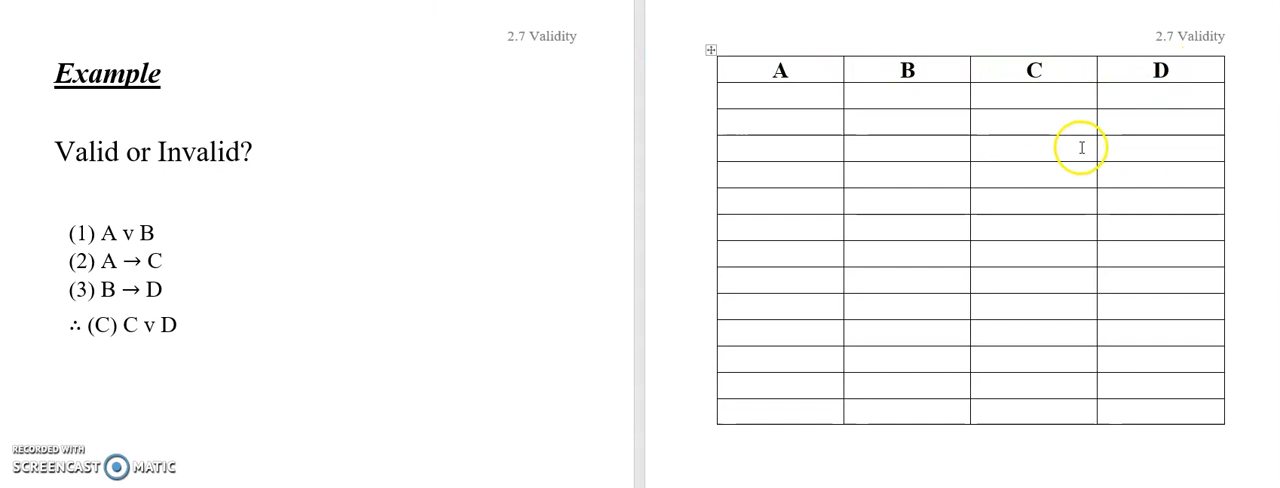 2.7 Validity
Example
Valid or Invalid?
(1) A v B
(2) A → C
(3) B → D
∴ (C) C v D
RECORDED WITH
SCREENCAST MATIC
2.7 Validity
A B C D